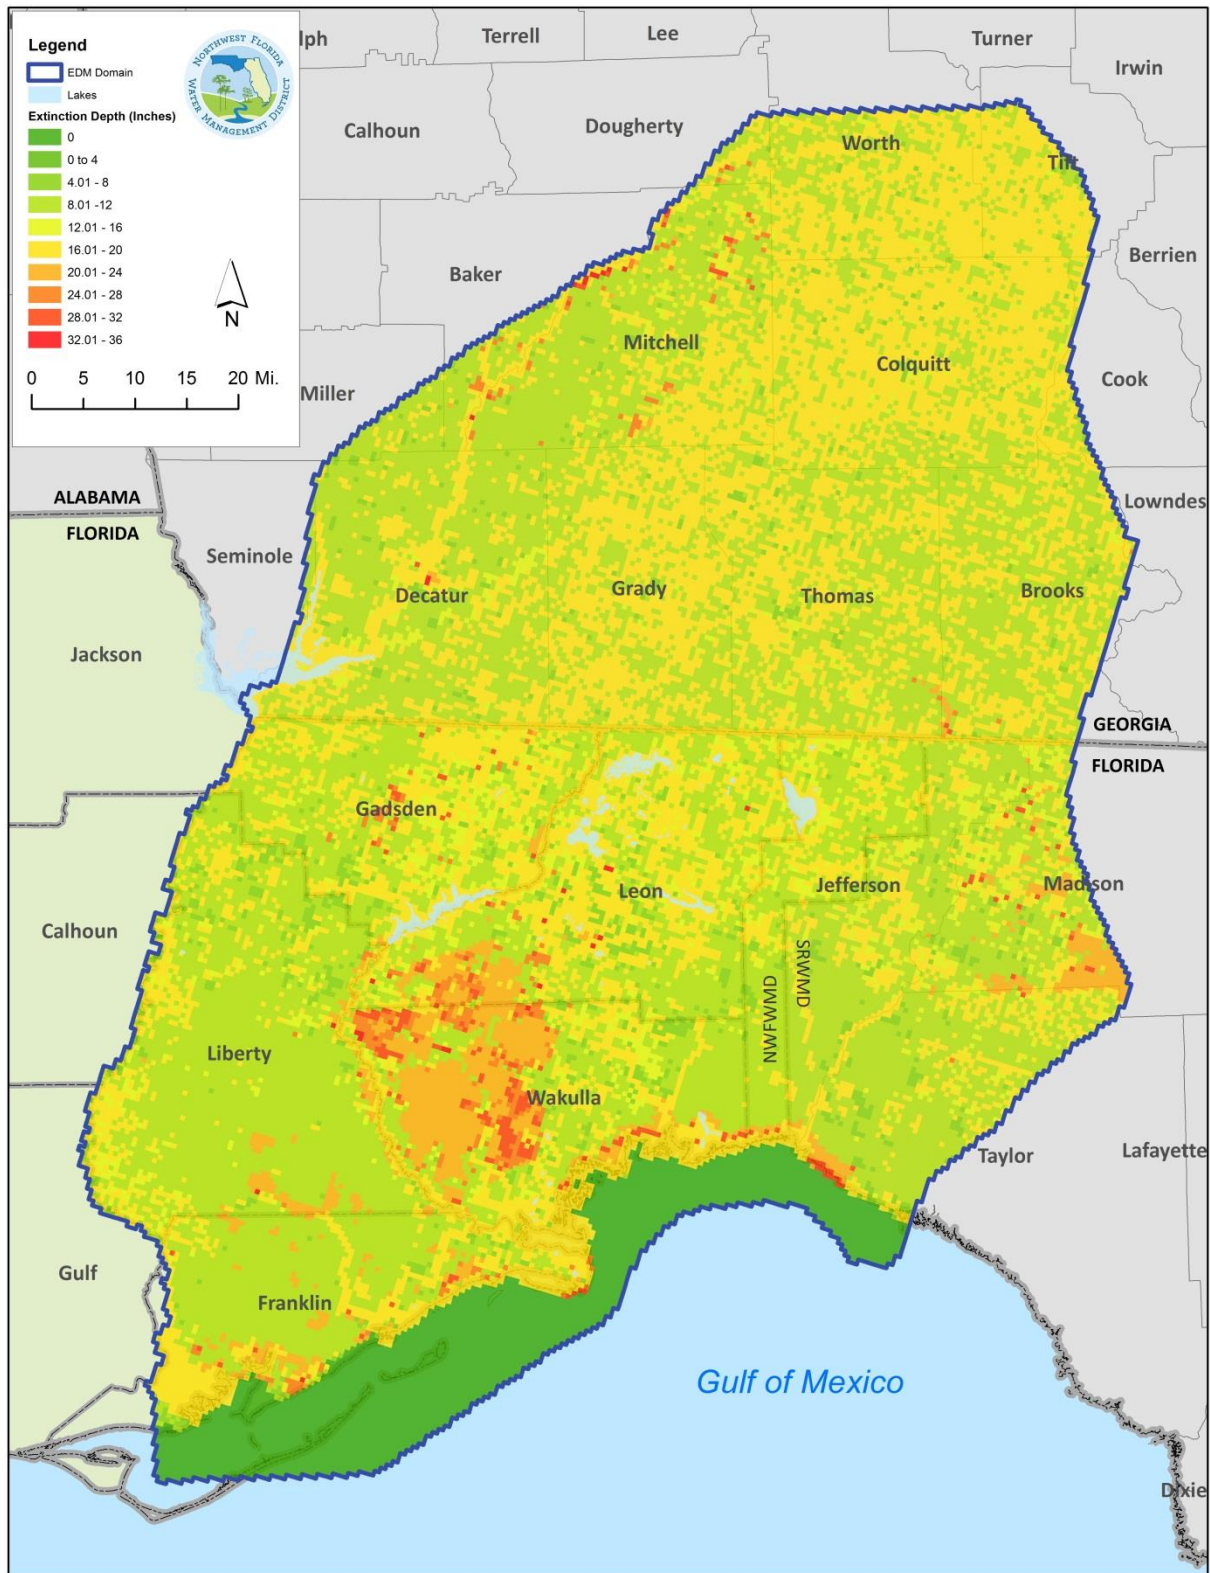 Legend
EDM Domain
Lakes
Extinction Depth (Inches)
0
0 to 4
4.01 - 8
8.01 -12
12.01 - 16
16.01 - 20
20.01 - 24
24.01 - 28
28.01 - 32
32.01 - 36
NORTHWEST FLORIDA
WATER MANAGEMENT DISTRICT
N
0 5 10 15 20 Mi.
lph
Terrell
Lee
Turner
Irwin
Calhoun
Dougherty
Worth
Tift
Baker
Berrien
Mitchell
Colquitt
Miller
Cook
ALABAMA
FLORIDA
Lowndes
Seminole
Decatur
Grady
Thomas
Brooks
Jackson
GEORGIA
FLORIDA
Gadsden
Leon
Jefferson
Madison
Calhoun
NWFWMD
SRWMD
Liberty
Wakulla
Taylor
Lafayette
Gulf
Franklin
Gulf of Mexico
Dixie